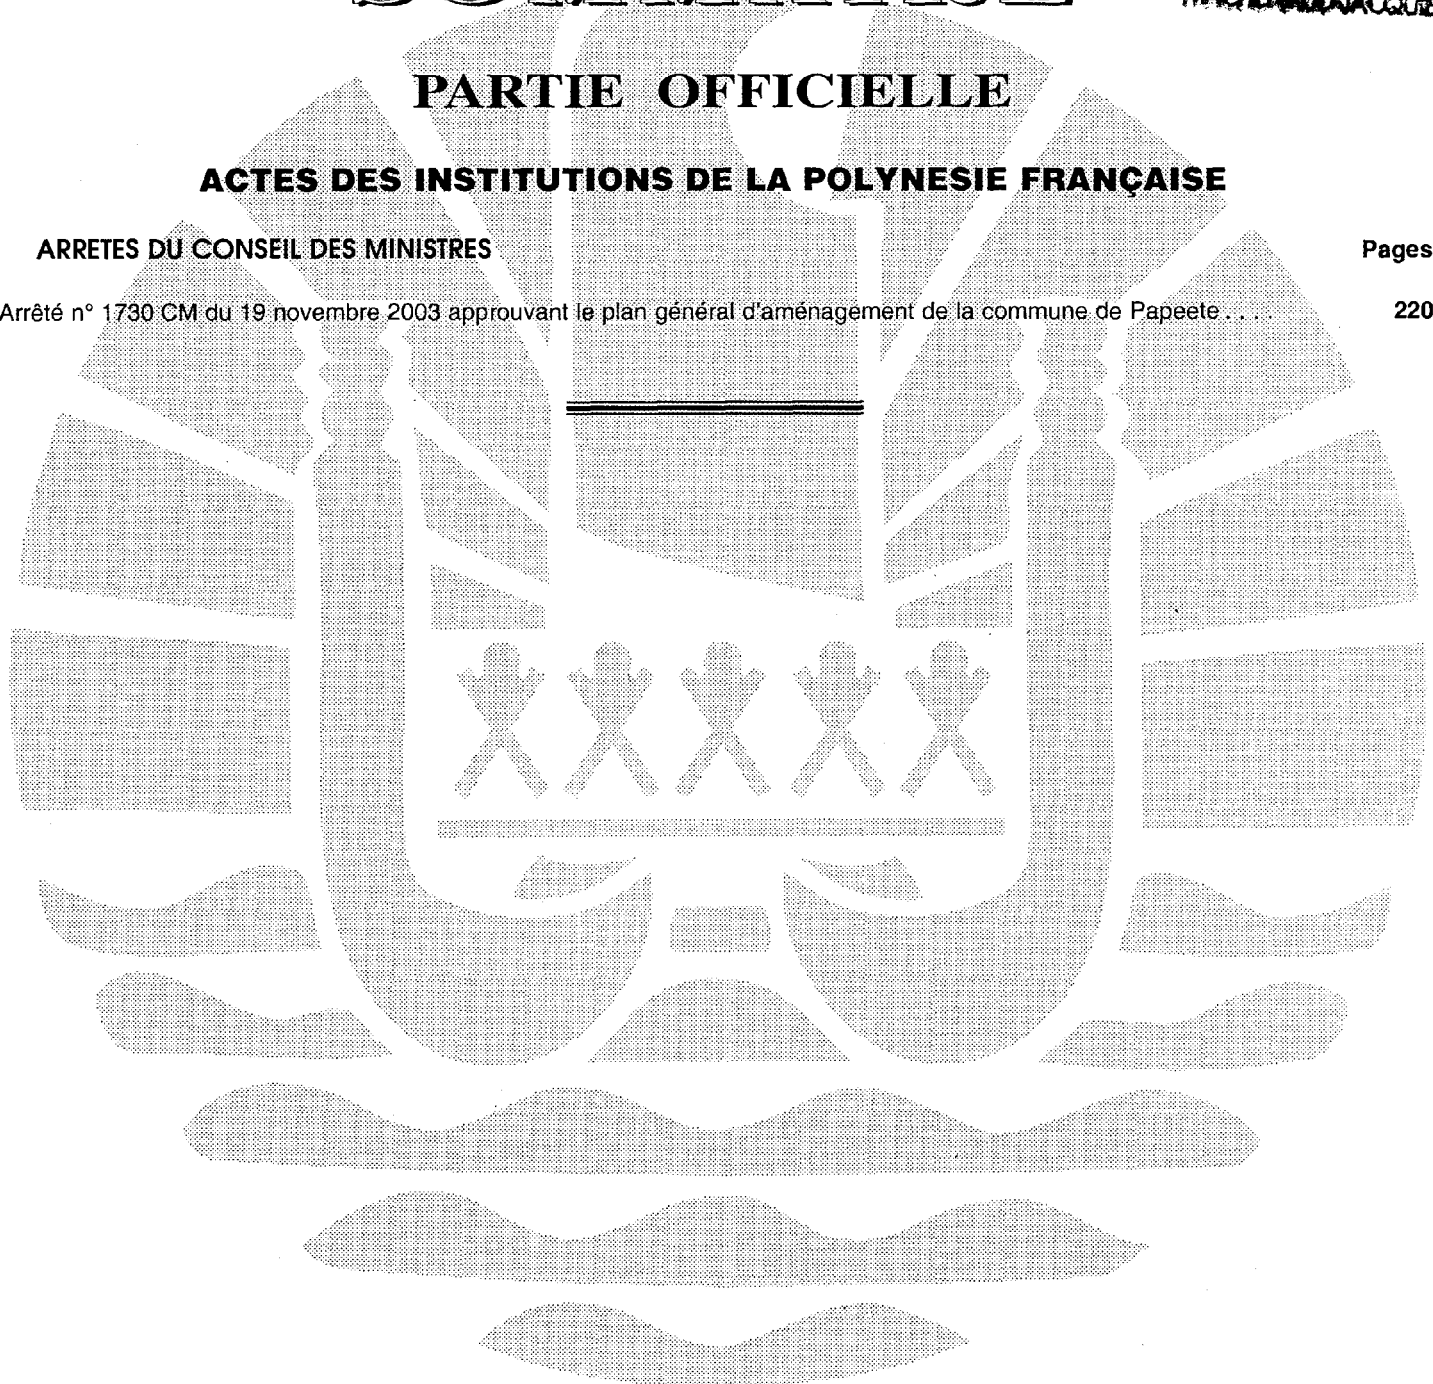 PARTIE OFFICIELLE
ACTES DES INSTITUTIONS DE LA POLYNESIE FRANÇAISE
ARRETES DU CONSEIL DES MINISTRES Pages
Arrêté n° 1730 CM du 19 novembre 2003 approuvant le plan général d'aménagement de la commune de Papeete . . . . 220